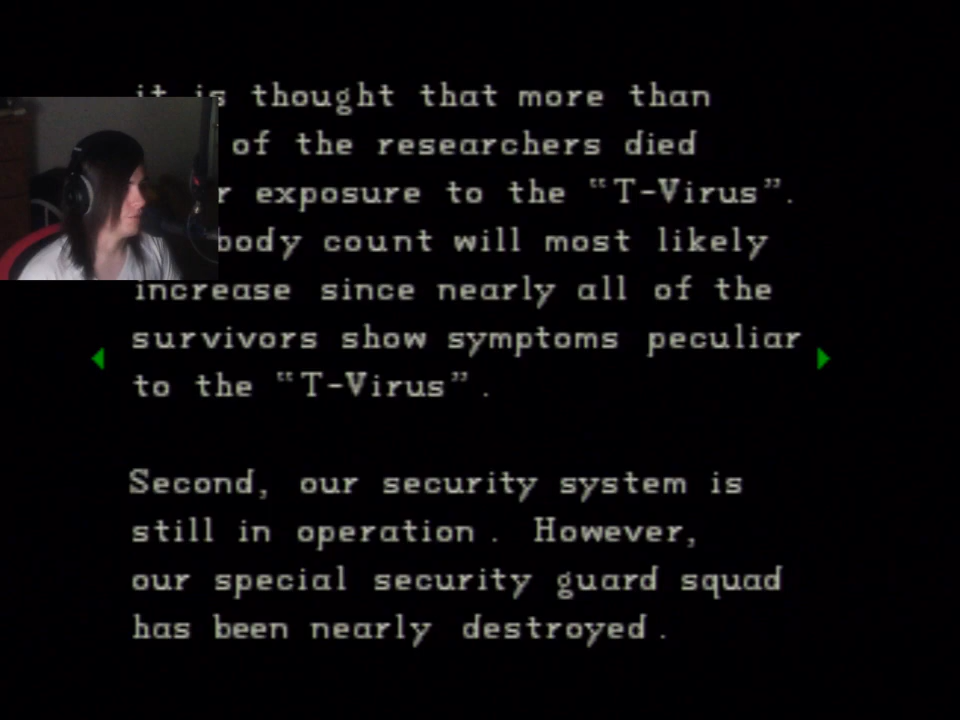 it is thought that more than
of the researchers died
exposure to the “T-Virus”.
body count will most likely
increase since nearly all of the
survivors show symptoms peculiar
to the “T-Virus”.
Second, our security system is
still in operation. However,
our special security guard squad
has been nearly destroyed.